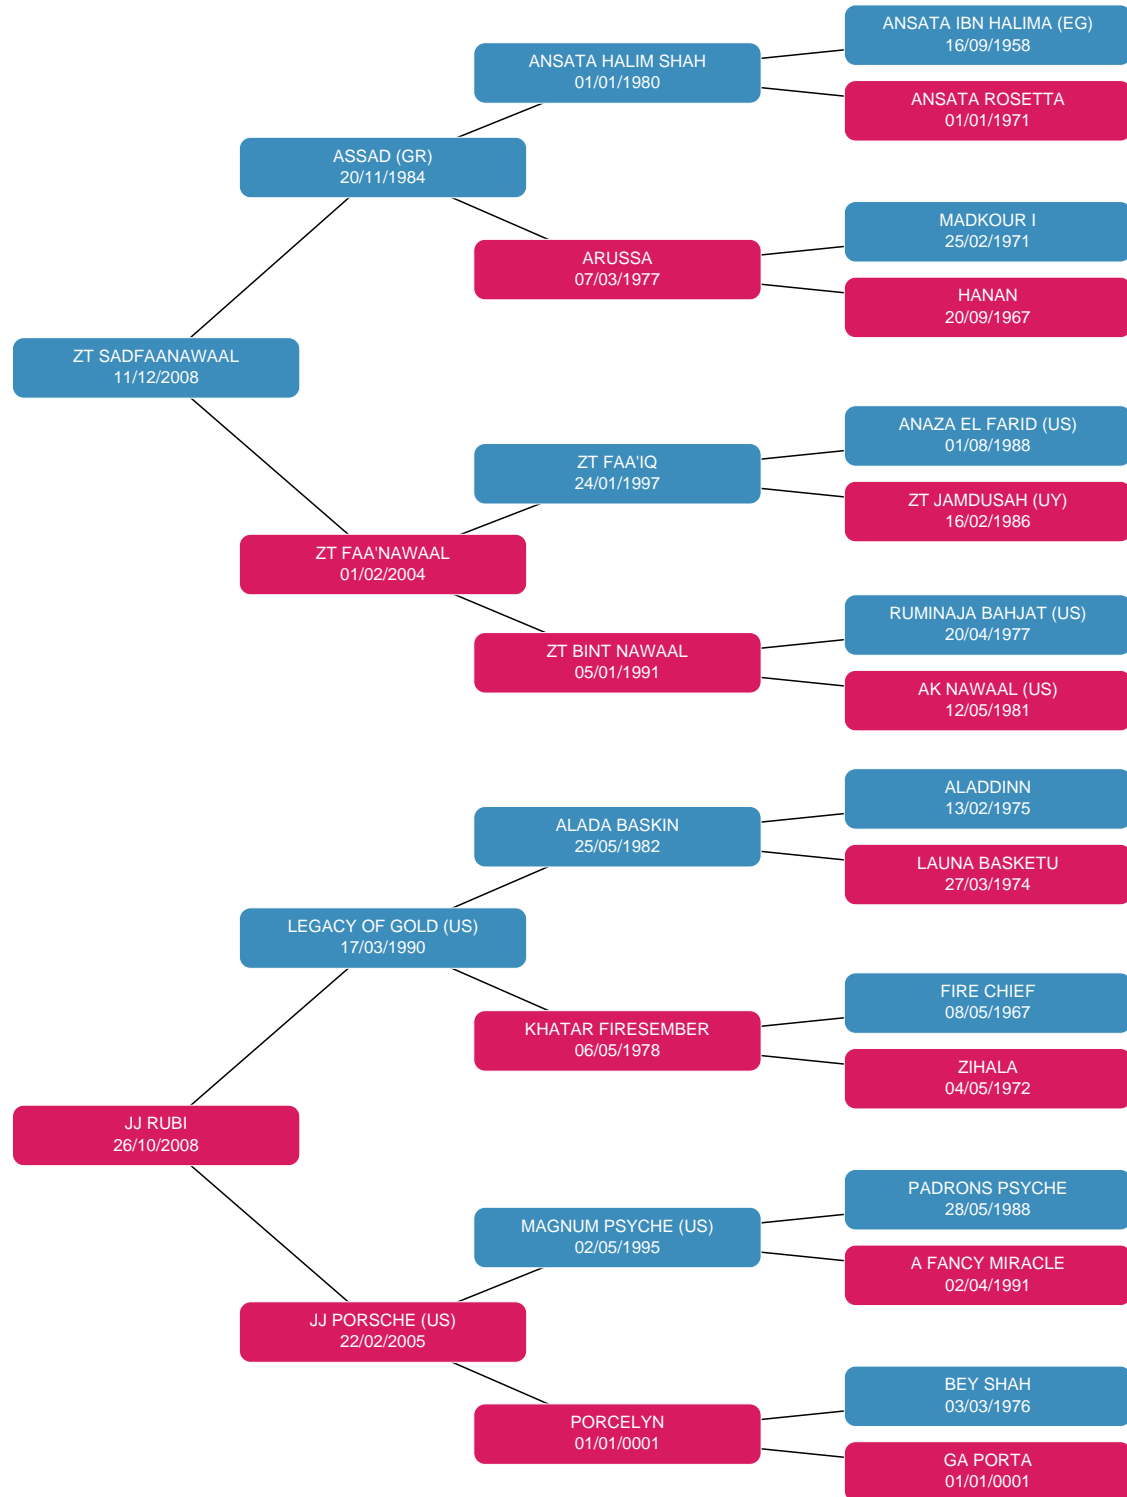 ANSATA IBN HALIMA (EG)
16/09/1958
ANSATA HALIM SHAH
01/01/1980
ANSATA ROSETTA
01/01/1971
ASSAD (GR)
20/11/1984
MADKOUR I
25/02/1971
ARUSSA
07/03/1977
HANAN
20/09/1967
ZT SADFAANAWAAL
11/12/2008
ANAZA EL FARID (US)
01/08/1988
ZT FAA'IQ
24/01/1997
ZT JAMDUSAH (UY)
16/02/1986
ZT FAA'NAWAAL
01/02/2004
RUMINAJA BAHJAT (US)
20/04/1977
ZT BINT NAWAAL
05/01/1991
AK NAWAAL (US)
12/05/1981
ALADDINN
13/02/1975
ALADA BASKIN
25/05/1982
LAUNA BASKETU
27/03/1974
LEGACY OF GOLD (US)
17/03/1990
FIRE CHIEF
08/05/1967
KHATAR FIRESEMBER
06/05/1978
ZIHALA
04/05/1972
JJ RUBI
26/10/2008
PADRONS PSYCHE
28/05/1988
MAGNUM PSYCHE (US)
02/05/1995
A FANCY MIRACLE
02/04/1991
JJ PORSCHE (US)
22/02/2005
BEY SHAH
03/03/1976
PORCELYN
01/01/0001
GA PORTA
01/01/0001